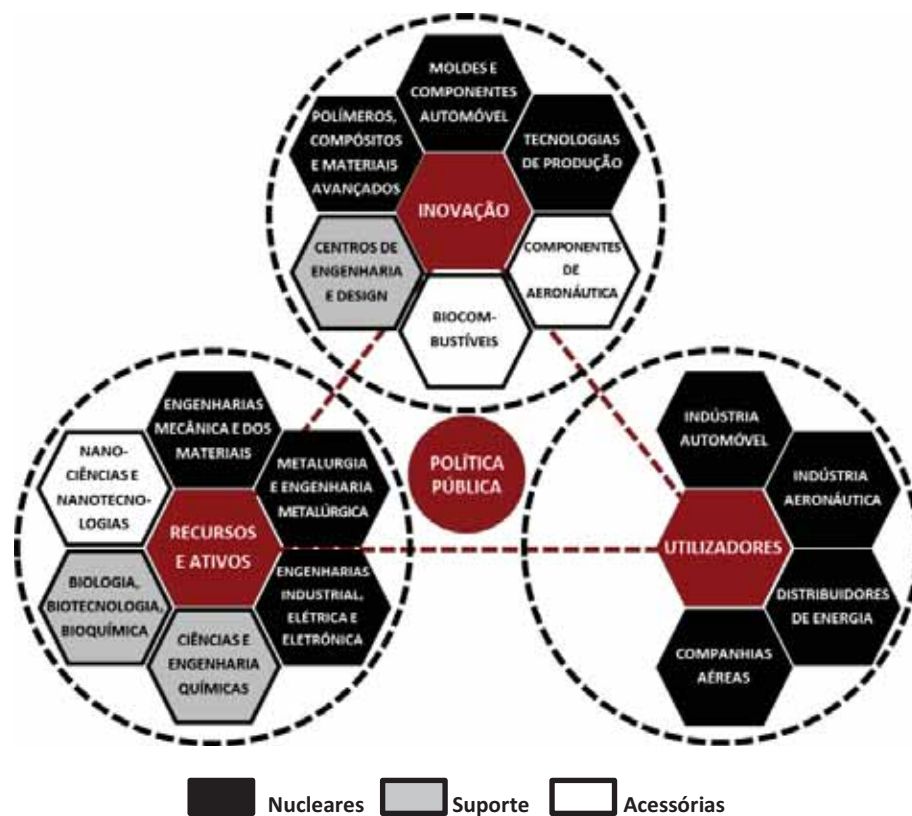 MOLDES E
COMPONENTES
AUTOMÓVEL
POLÍMEROS,
COMPÓSITOS
E MATERIAIS
AVANÇADOS
TECNOLOGIAS
DE PRODUÇÃO
INOVAÇÃO
CENTROS DE
ENGENHARIA
E DESIGN
COMPONENTES
DE
AERONÁUTICA
BIOCOM-
BUSTÍVEIS
ENGENHARIAS
MECÂNICA E DOS
MATERIAIS
NANO-
CIÊNCIAS E
NANOTECNO-
LOGIAS
METALURGIA
E ENGENHARIA
METALÚRGICA
RECURSOS
E ATIVOS
BIOLOGIA,
BIOTECNOLOGIA,
BIOQUÍMICA
ENGENHARIAS
INDUSTRIAL,
ELÉTRICA E
ELETRÓNICA
CIÊNCIAS E
ENGENHARIA
QUÍMICAS
POLÍTICA
PÚBLICA
INDÚSTRIA
AUTOMÓVEL
INDÚSTRIA
AERONÁUTICA
UTILIZADORES
DISTRIBUIDORES
DE ENERGIA
COMPANHIAS
AÉREAS
Nucleares Suporte Acessórias